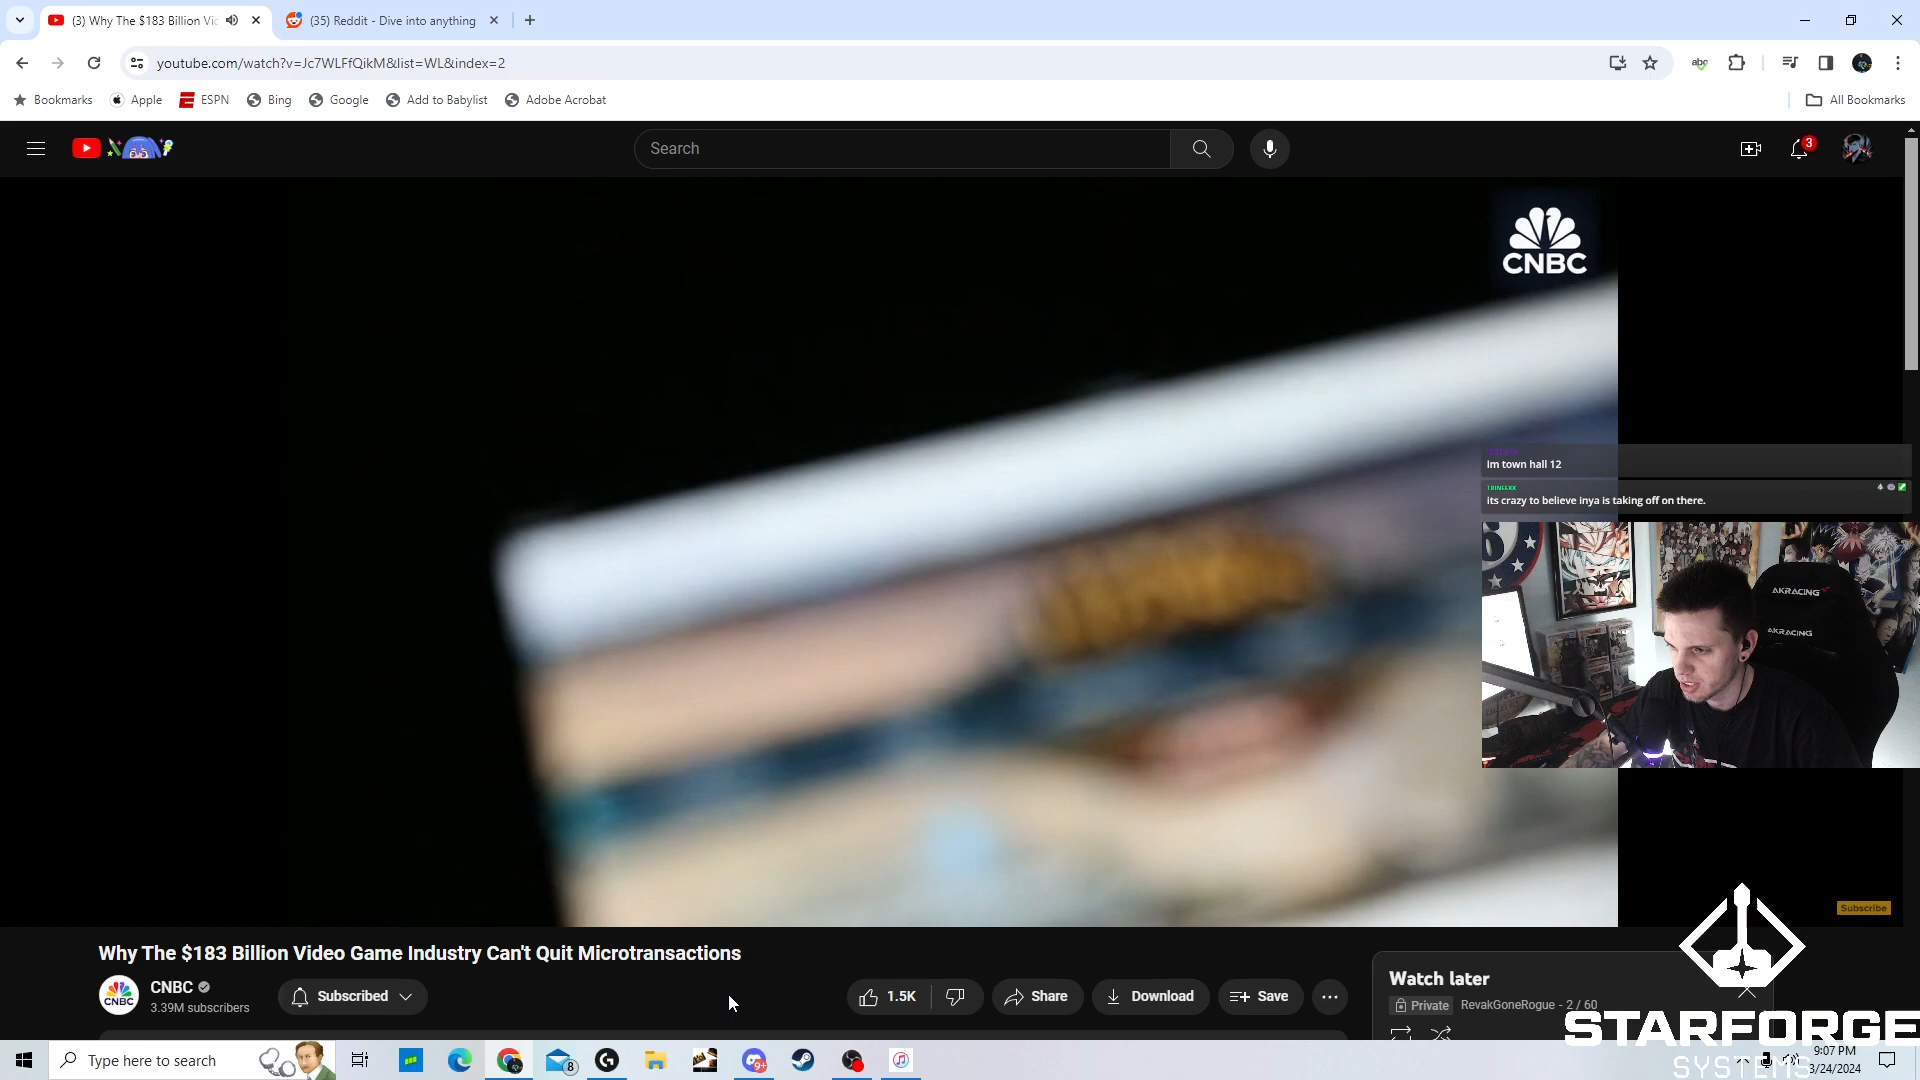 (3) Why The $183 Billion Vic
(35) Reddit - Dive into anything
youtube.com/watch?v=Jc7WLFfQikM&list=WL&index=2
abc
Bookmarks
Apple
ESPN
Bing
Google
Add to Babylist
Adobe Acrobat
All Bookmarks
Search
3
CNBC
Im town hall 12
TRINEEXX
its crazy to believe inya is taking off on there.
AKRACING
AKRACING
Subscribe
Why The $183 Billion Video Game Industry Can't Quit Microtransactions
CNBC
CNBC
3.39M subscribers
Subscribed
1.5K
Share
Download
Save
Watch later
Private
RevakGoneRogue - 2 / 60
STARFORGE
SYSTEMS
Type here to search
8
9+
9:07 PM
3/24/2024